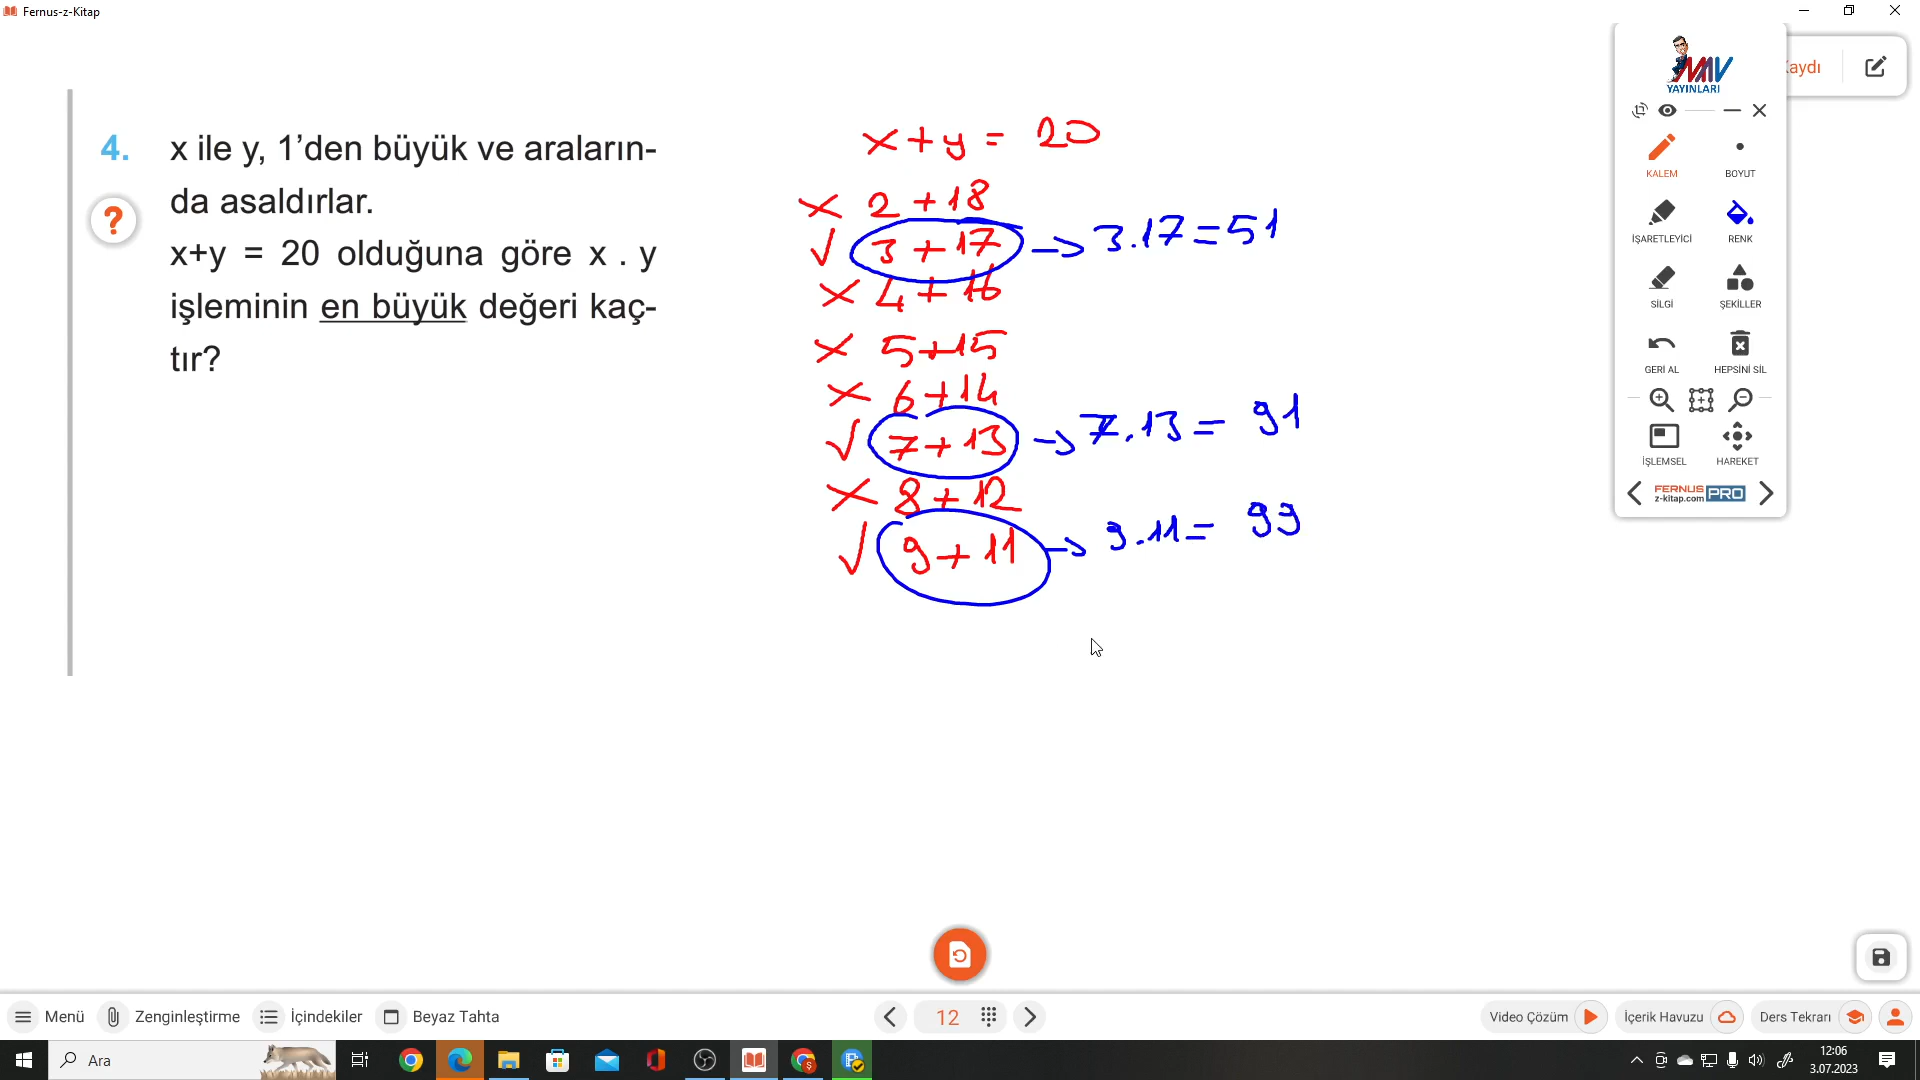 Fernus-z-Kitap
4. x ile y, 1'den büyük ve araların-
da asaldırlar.
x+y = 20 olduğuna göre x . y
işleminin en büyük değeri kaç-
tır?
?
x + y = 20
x 2 + 18
√ 3 + 17 → 3.17 = 51
x 4 + 16
x 5 + 15
x 6 + 14
√ 7 + 13 → 7.13 = 91
x 8 + 12
√ 9 + 11 → 9.11 = 99
MAV
YAYINLARI
aydı
KALEM
BOYUT
İŞARETLEYİCİ
RENK
SİLGİ
ŞEKİLLER
GERİ AL
HEPSİNİ SİL
İŞLEMSEL
HAREKET
FERNUS
z-kitap.com PRO
Menü
Zenginleştirme
İçindekiler
Beyaz Tahta
12
Video Çözüm
İçerik Havuzu
Ders Tekrarı
Ara
12:06
3.07.2023